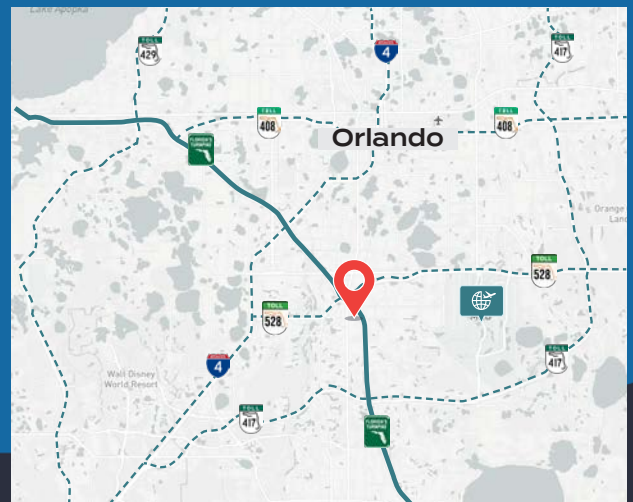 Lake Apopka
TOLL
429
4
TOLL
417
TOLL
408
TOLL
408
Orlando
FLORIDA'S
TURNPIKE
Orange
Lan
TOLL
528
TOLL
528
4
TOLL
417
Walt Disney
World Resort
TOLL
417
FLORIDA'S
TURNPIKE